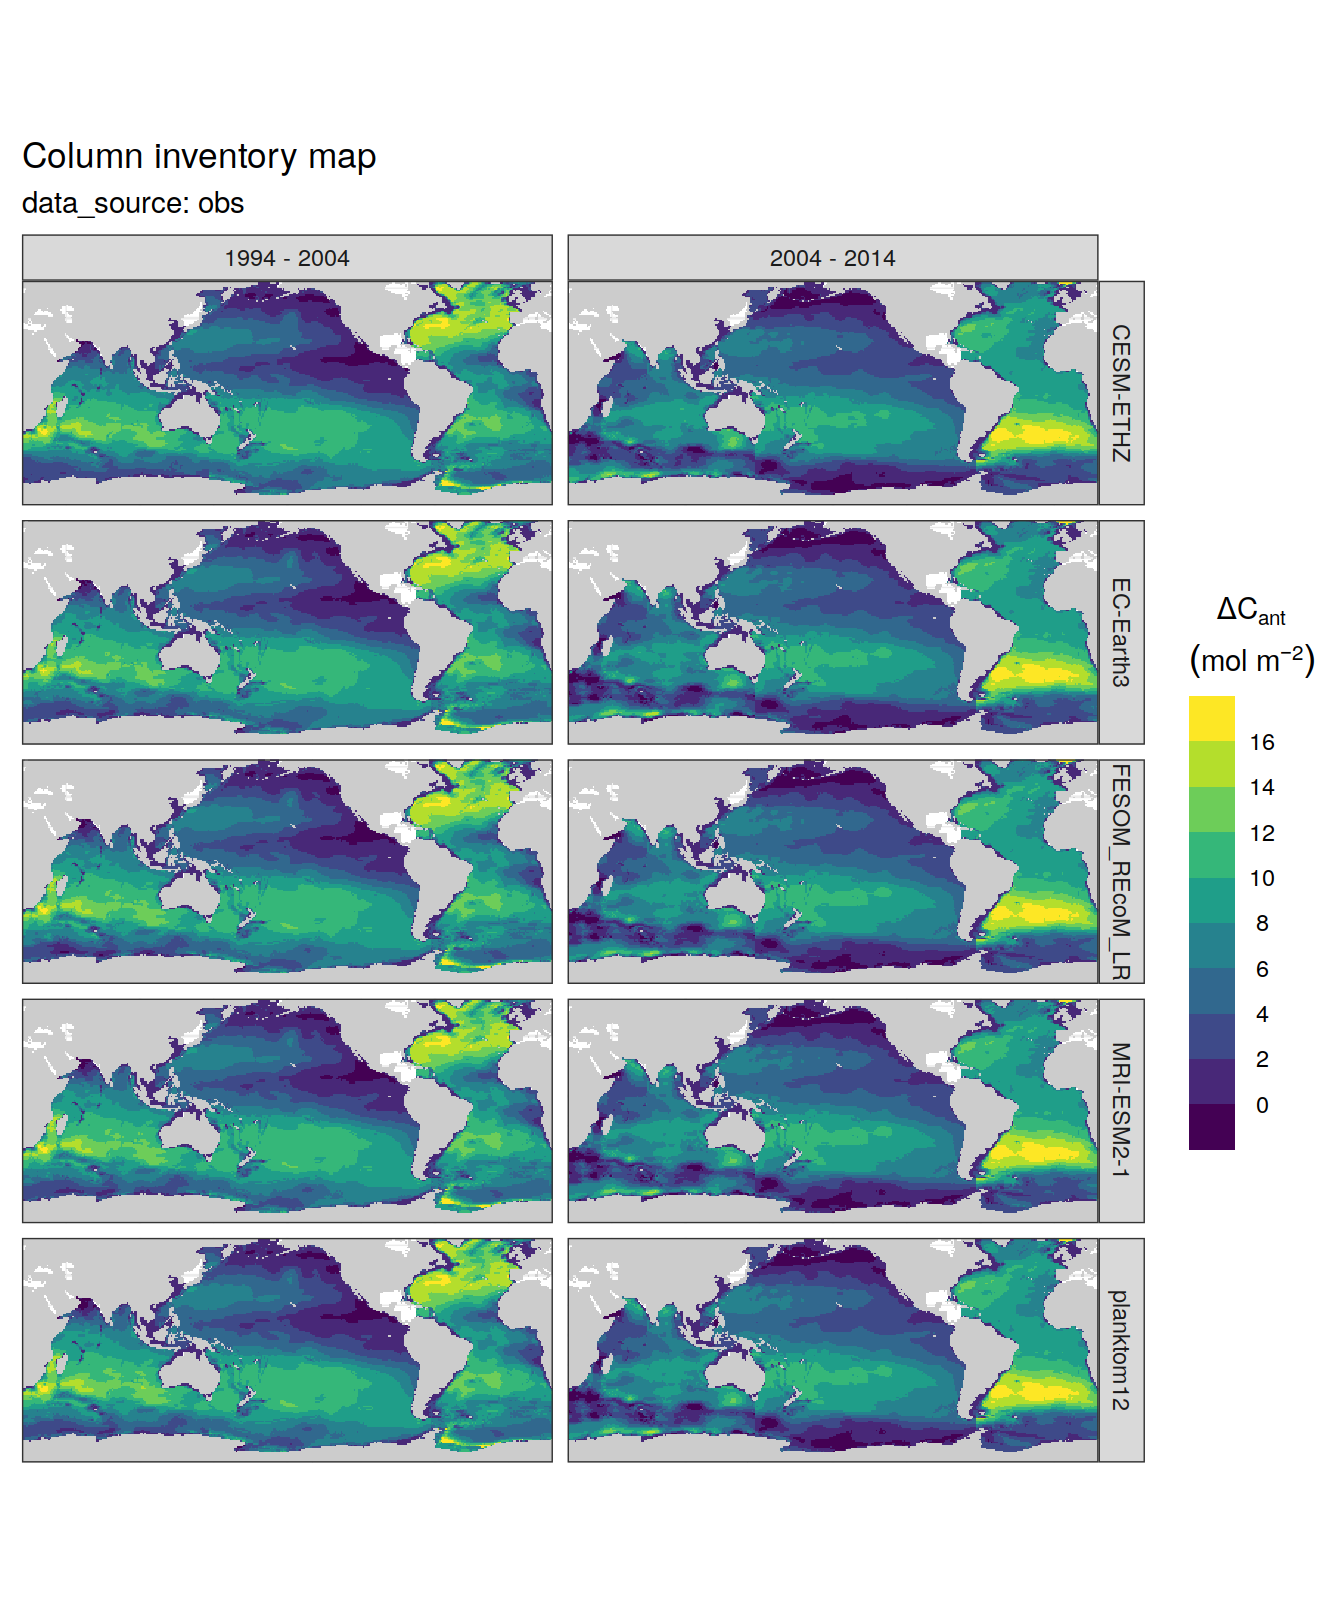 Column inventory map
data_source: obs
1994 - 2004
2004 - 2014
CESM-ETHZ
EC-Earth3
FESOM_REcoM_LR
MRI-ESM2-1
planktom12
ΔCant
(mol m−2)
16
14
12
10
8
6
4
2
0